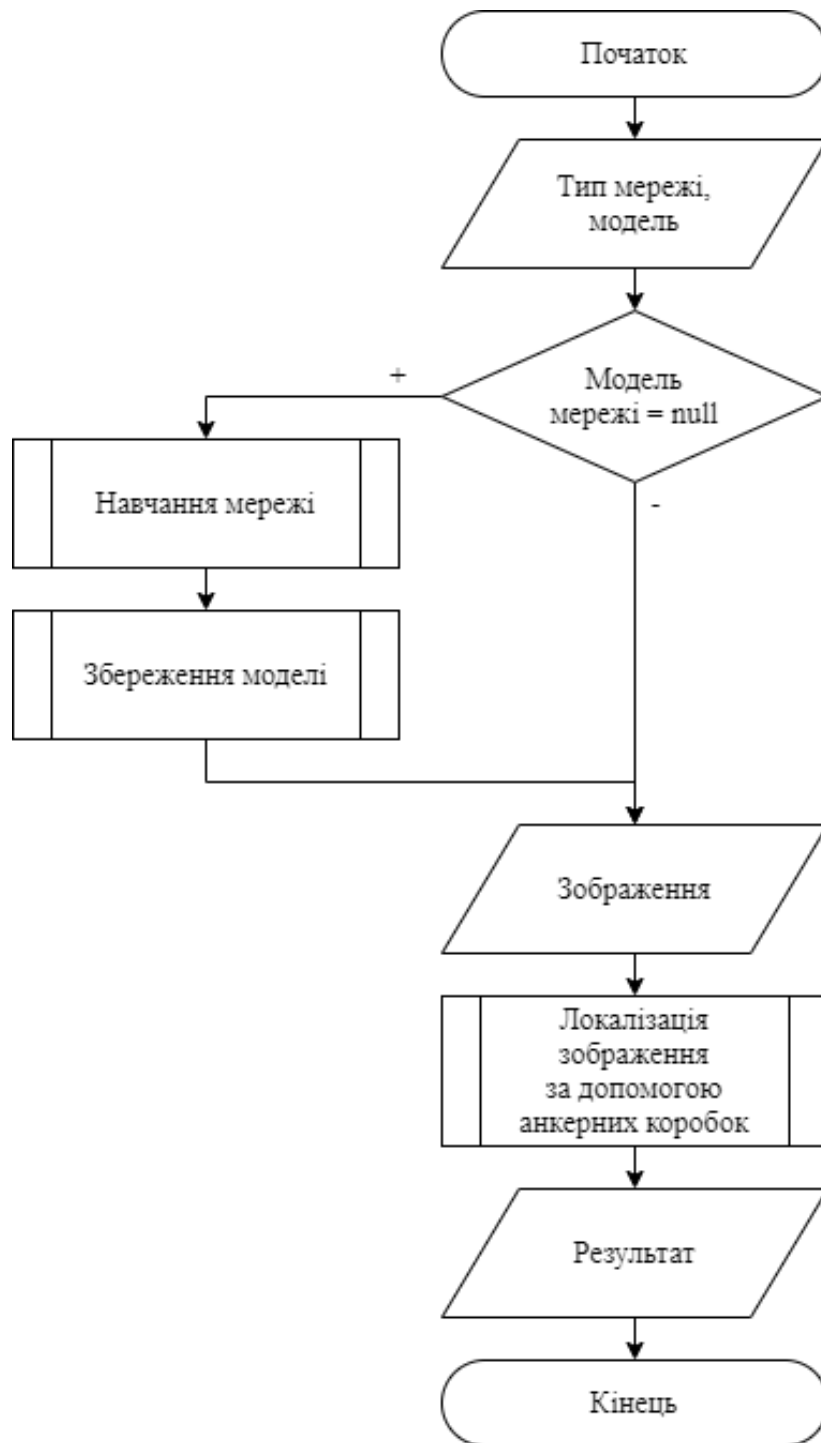 Початок
Тип мережі,
модель
Модель
мережі = null
+
-
Навчання мережі
Збереження моделі
Зображення
Локалізація
зображення
за допомогою
анкерних коробок
Результат
Кінець